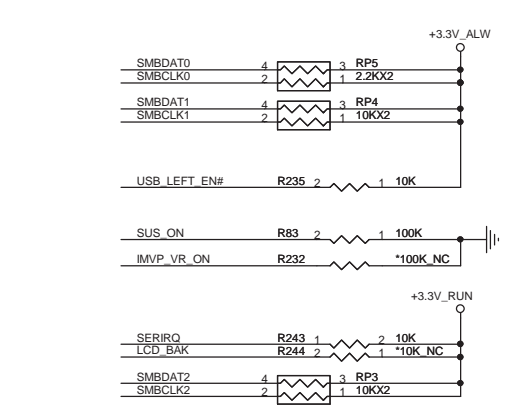 +3.3V_ALW
SMBDAT0 4 3 RP5
SMBCLK0 2 1 2.2KX2
SMBDAT1 4 3 RP4
SMBCLK1 2 1 10KX2
USB_LEFT_EN# R235 2 1 10K
SUS_ON R83 2 1 100K
IMVP_VR_ON R232 *100K_NC
+3.3V_RUN
SERIRQ R243 1 2 10K
LCD_BAK R244 2 1 *10K_NC
SMBDAT2 4 3 RP3
SMBCLK2 2 1 10KX2